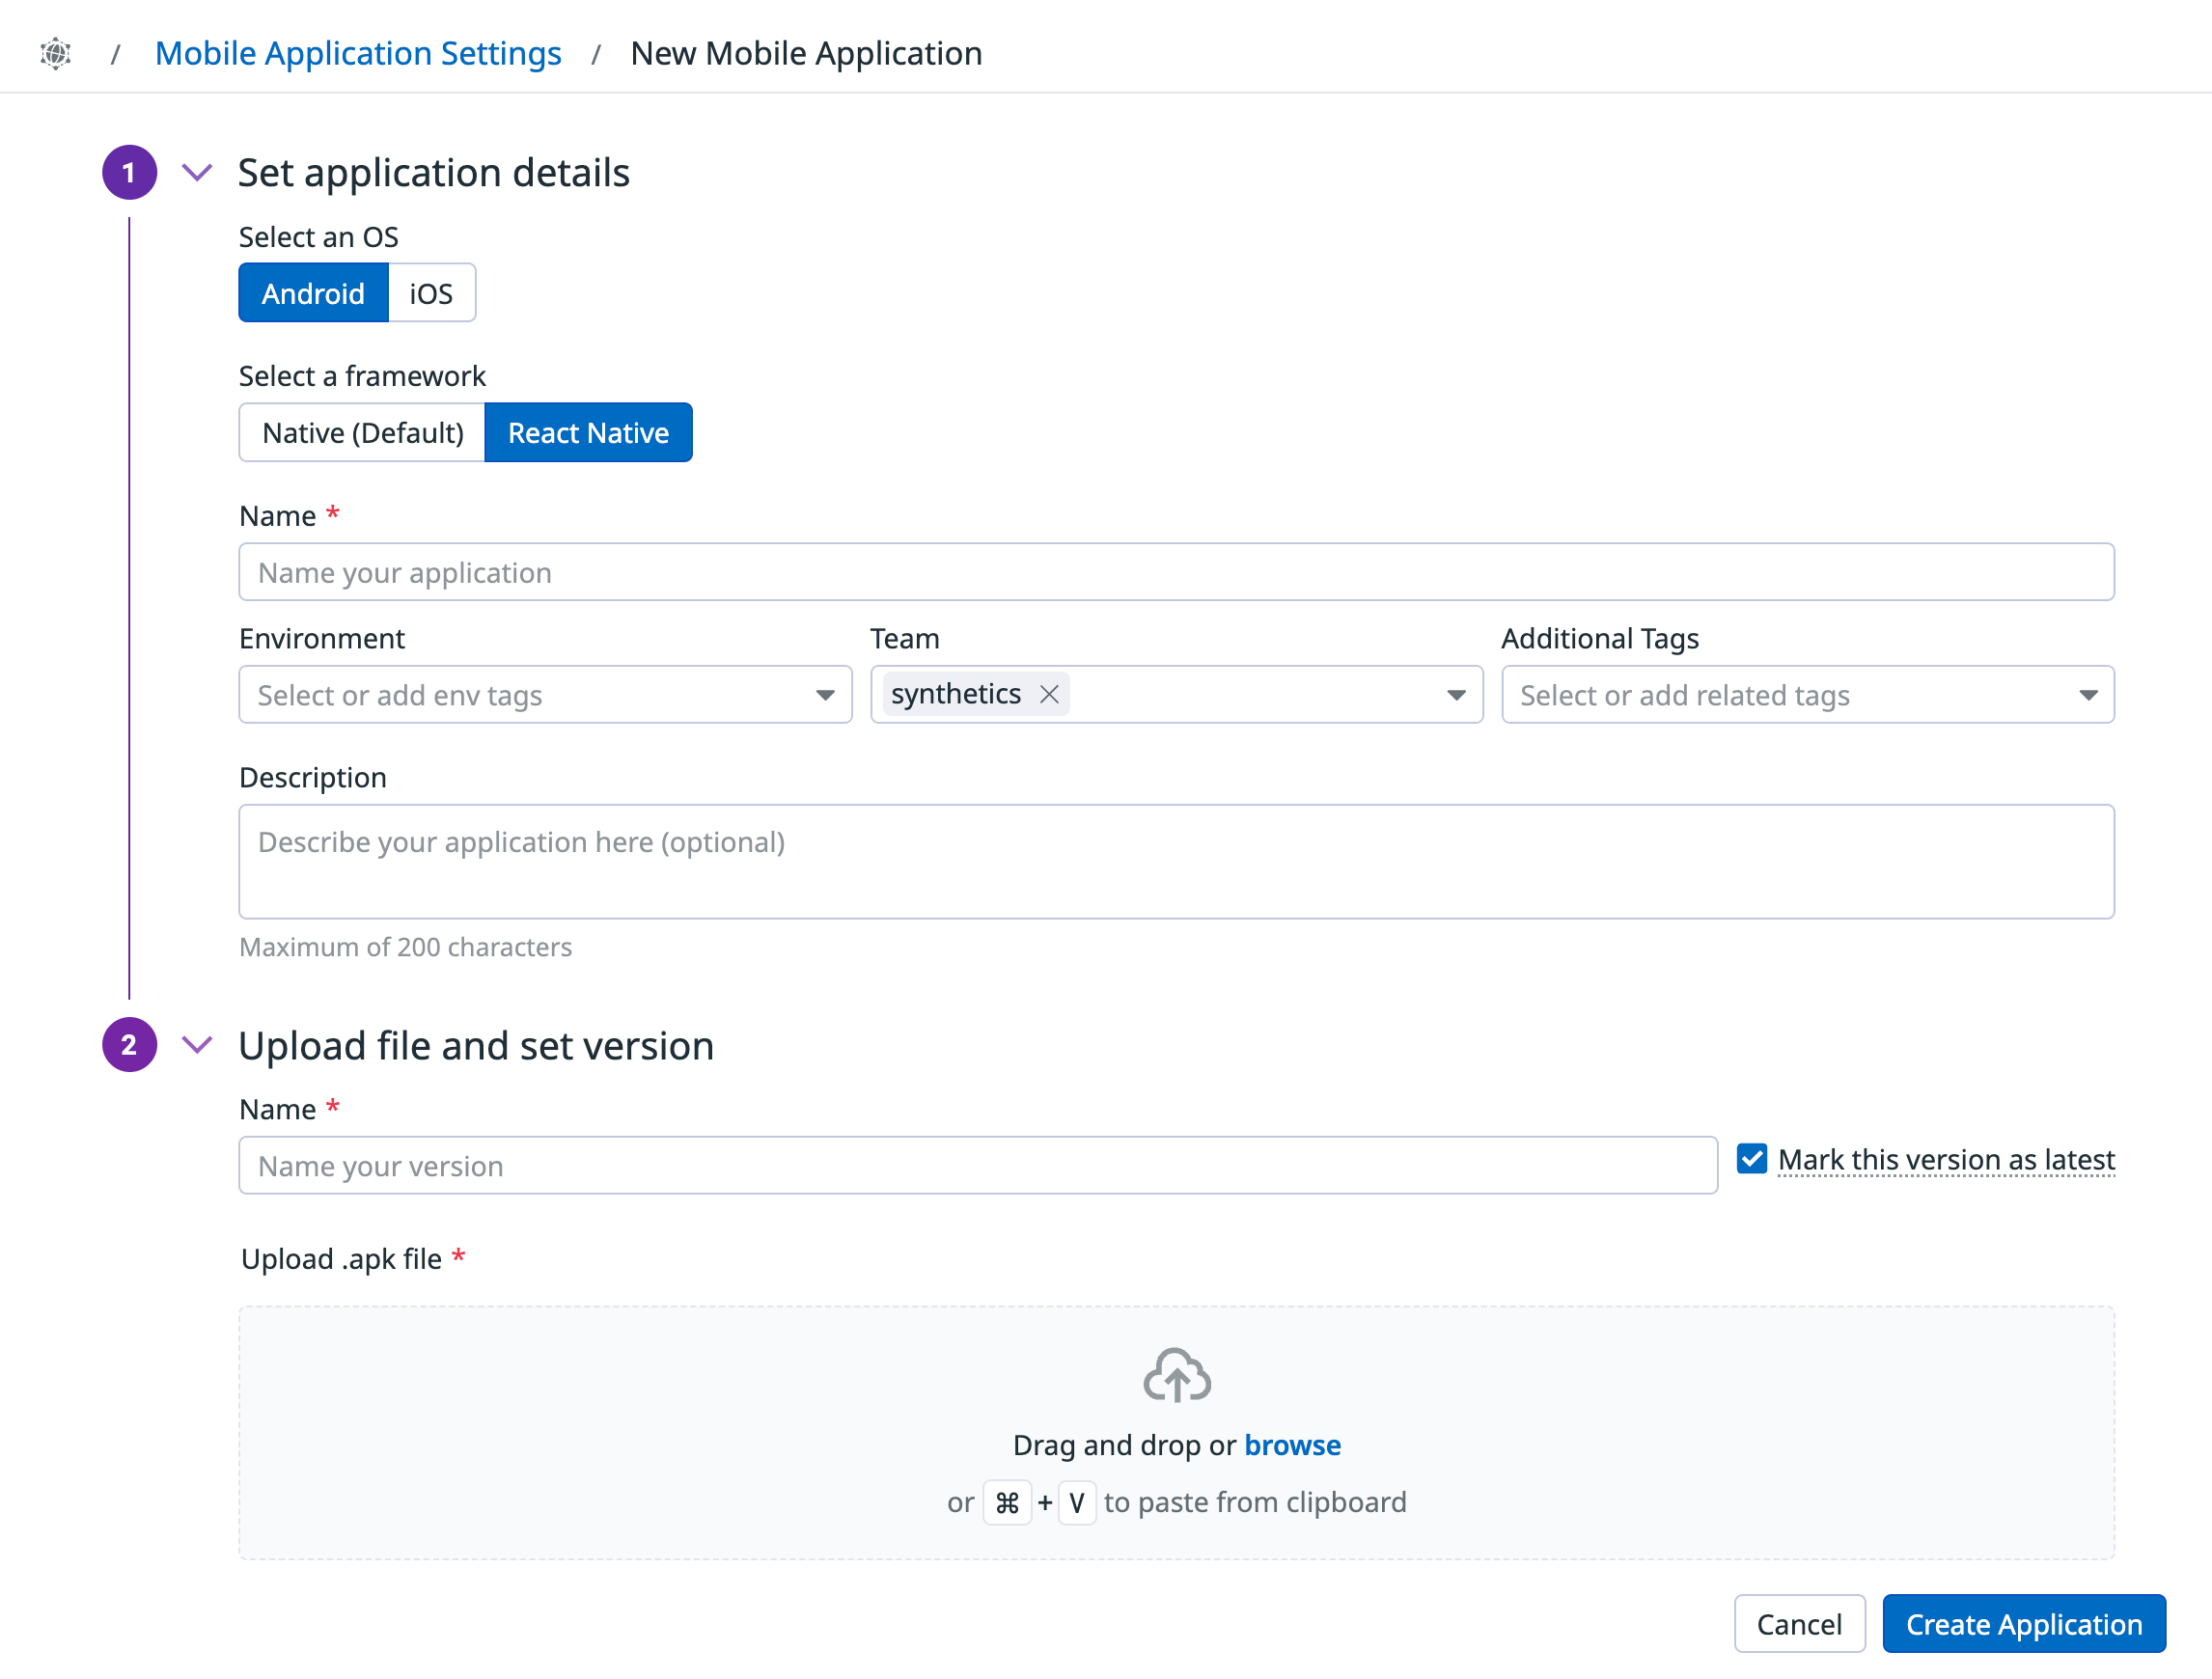 / Mobile Application Settings / New Mobile Application
1 Set application details
Select an OS
Android iOS
Select a framework
Native (Default) React Native
Name *
Name your application
Environment Team Additional Tags
Select or add env tags synthetics Select or add related tags
Description
Describe your application here (optional)
Maximum of 200 characters
2 Upload file and set version
Name *
Name your version Mark this version as latest
Upload .apk file *
Drag and drop or browse
or ⌘ + V to paste from clipboard
Cancel Create Application